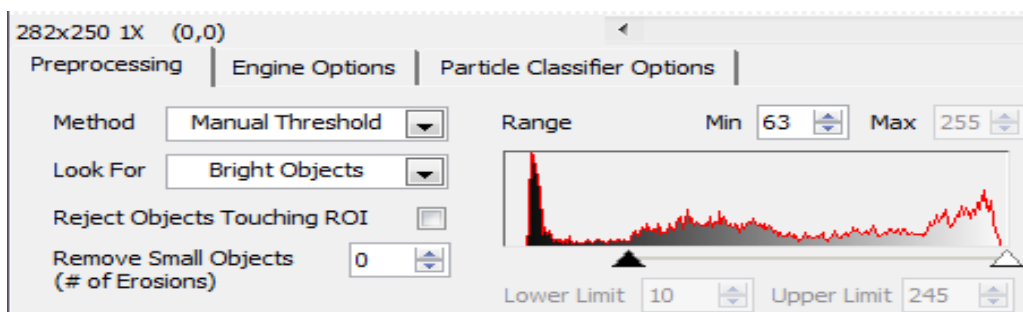 282x250 1X (0,0)
Preprocessing Engine Options Particle Classifier Options
Method Manual Threshold Range Min 63 Max 255
Look For Bright Objects
Reject Objects Touching ROI
Remove Small Objects 0
(# of Erosions)
Lower Limit 10 Upper Limit 245